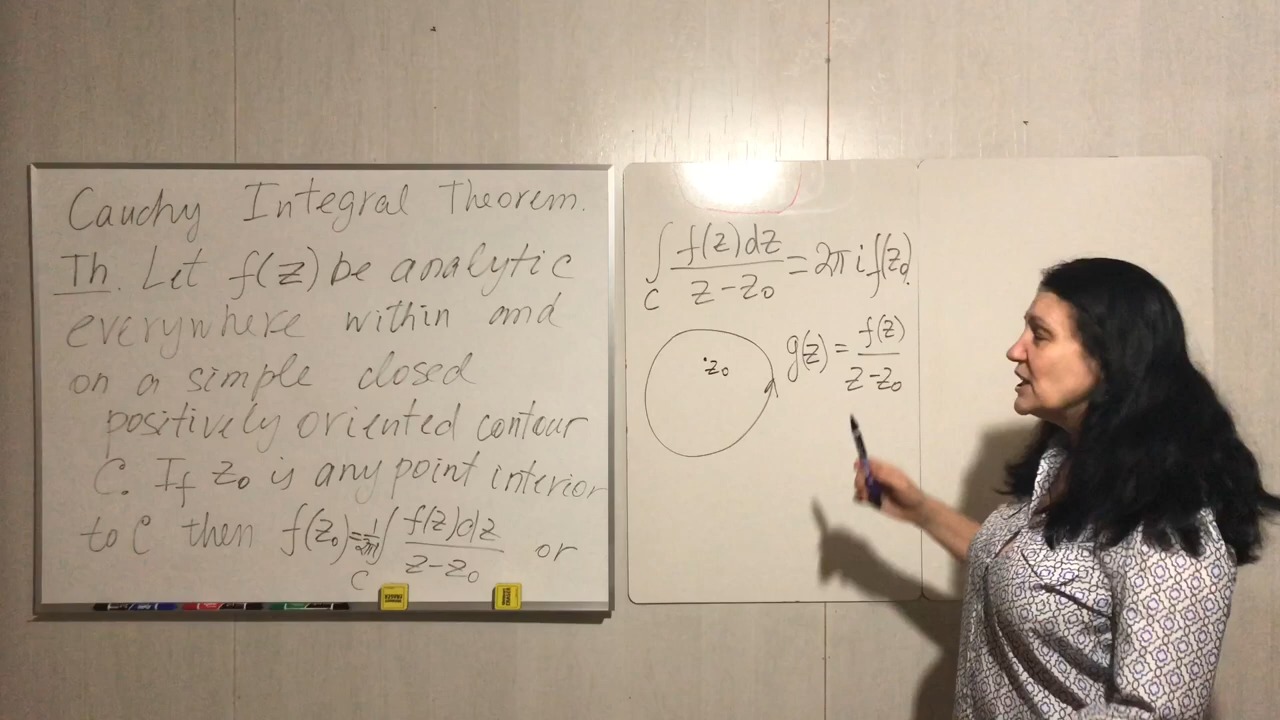 Cauchy Integral Theorem.
Th. Let f(z) be analytic
everywhere within and
on a simple closed
positively oriented contour
C. If z₀ is any point interior
to C then f(z₀)=1/2πi ∫_C f(z)dz/z-z₀ or
∫_C f(z)dz/z-z₀ = 2πi f(z₀).
z₀
g(z) = f(z)/z-z₀